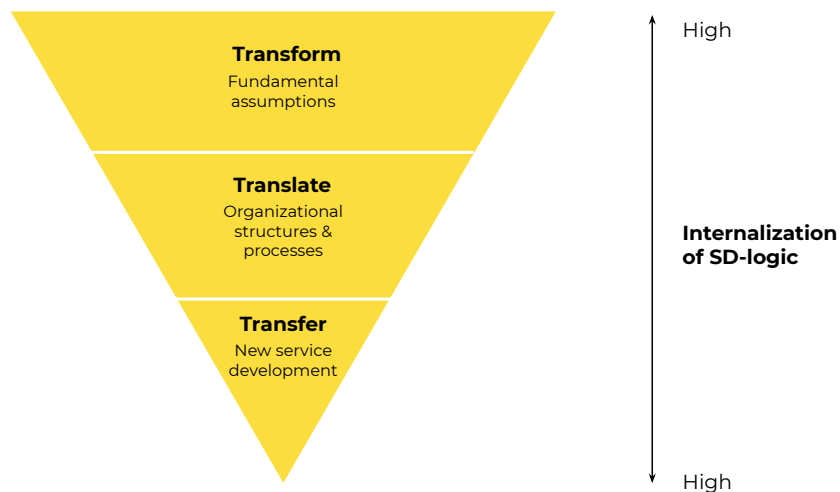 High
Transform
Fundamental
assumptions
Translate
Organizational
structures &
processes
Internalization
of SD-logic
Transfer
New service
development
High